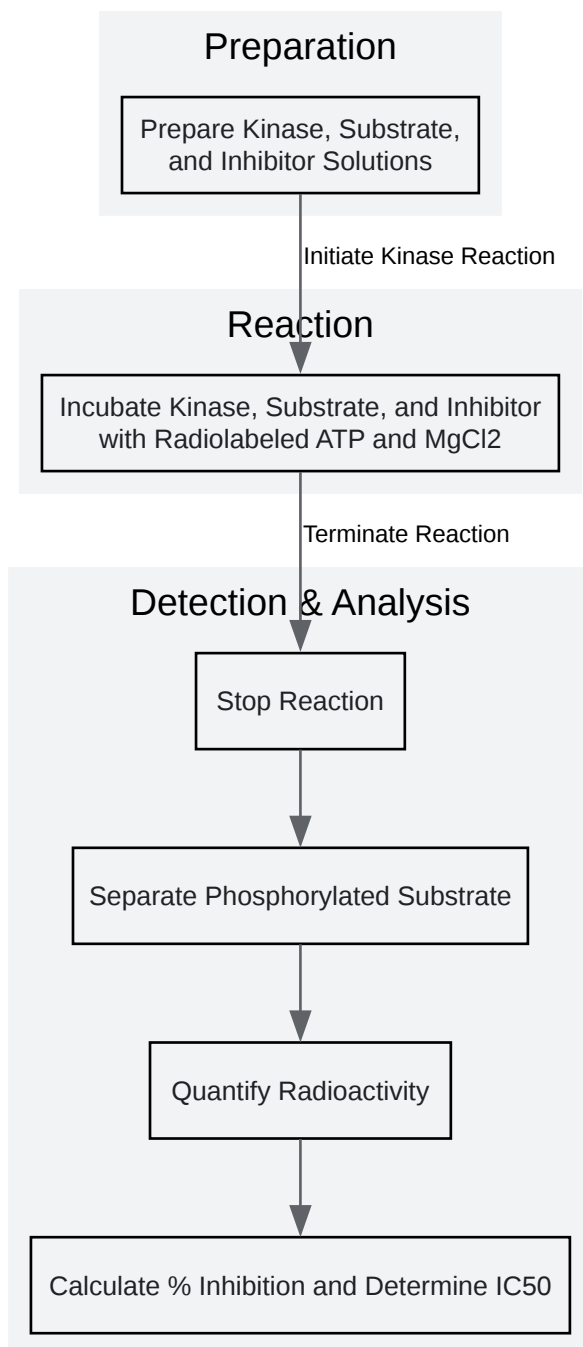 Preparation
Prepare Kinase, Substrate,
and Inhibitor Solutions
Initiate Kinase Reaction
Reaction
Incubate Kinase, Substrate, and Inhibitor
with Radiolabeled ATP and MgCl2
Terminate Reaction
Detection & Analysis
Stop Reaction
Separate Phosphorylated Substrate
Quantify Radioactivity
Calculate % Inhibition and Determine IC50